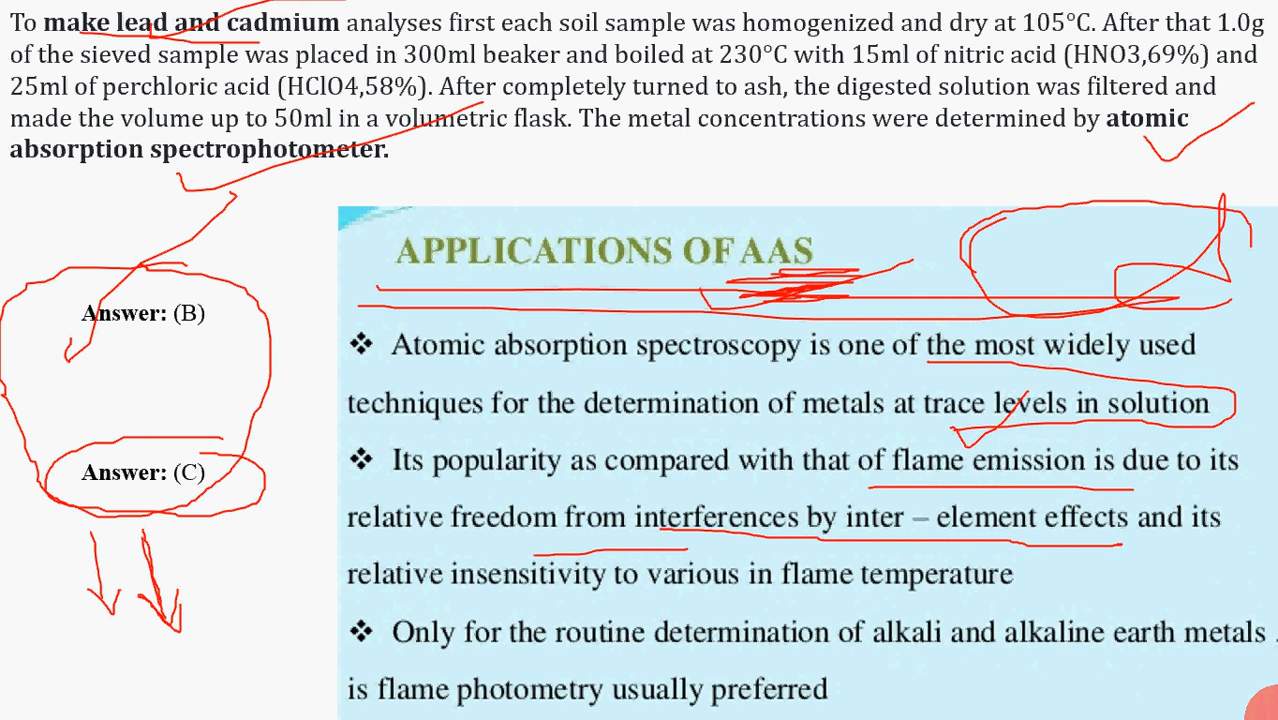 To make lead and cadmium analyses first each soil sample was homogenized and dry at 105°C. After that 1.0g
of the sieved sample was placed in 300ml beaker and boiled at 230°C with 15ml of nitric acid (HNO3,69%) and
25ml of perchloric acid (HClO4,58%). After completely turned to ash, the digested solution was filtered and
made the volume up to 50ml in a volumetric flask. The metal concentrations were determined by atomic
absorption spectrophotometer.
Answer: (B)
Answer: (C)
APPLICATIONS OF AAS
❖ Atomic absorption spectroscopy is one of the most widely used
techniques for the determination of metals at trace levels in solution
❖ Its popularity as compared with that of flame emission is due to its
relative freedom from interferences by inter – element effects and its
relative insensitivity to various in flame temperature
❖ Only for the routine determination of alkali and alkaline earth metals .
is flame photometry usually preferred